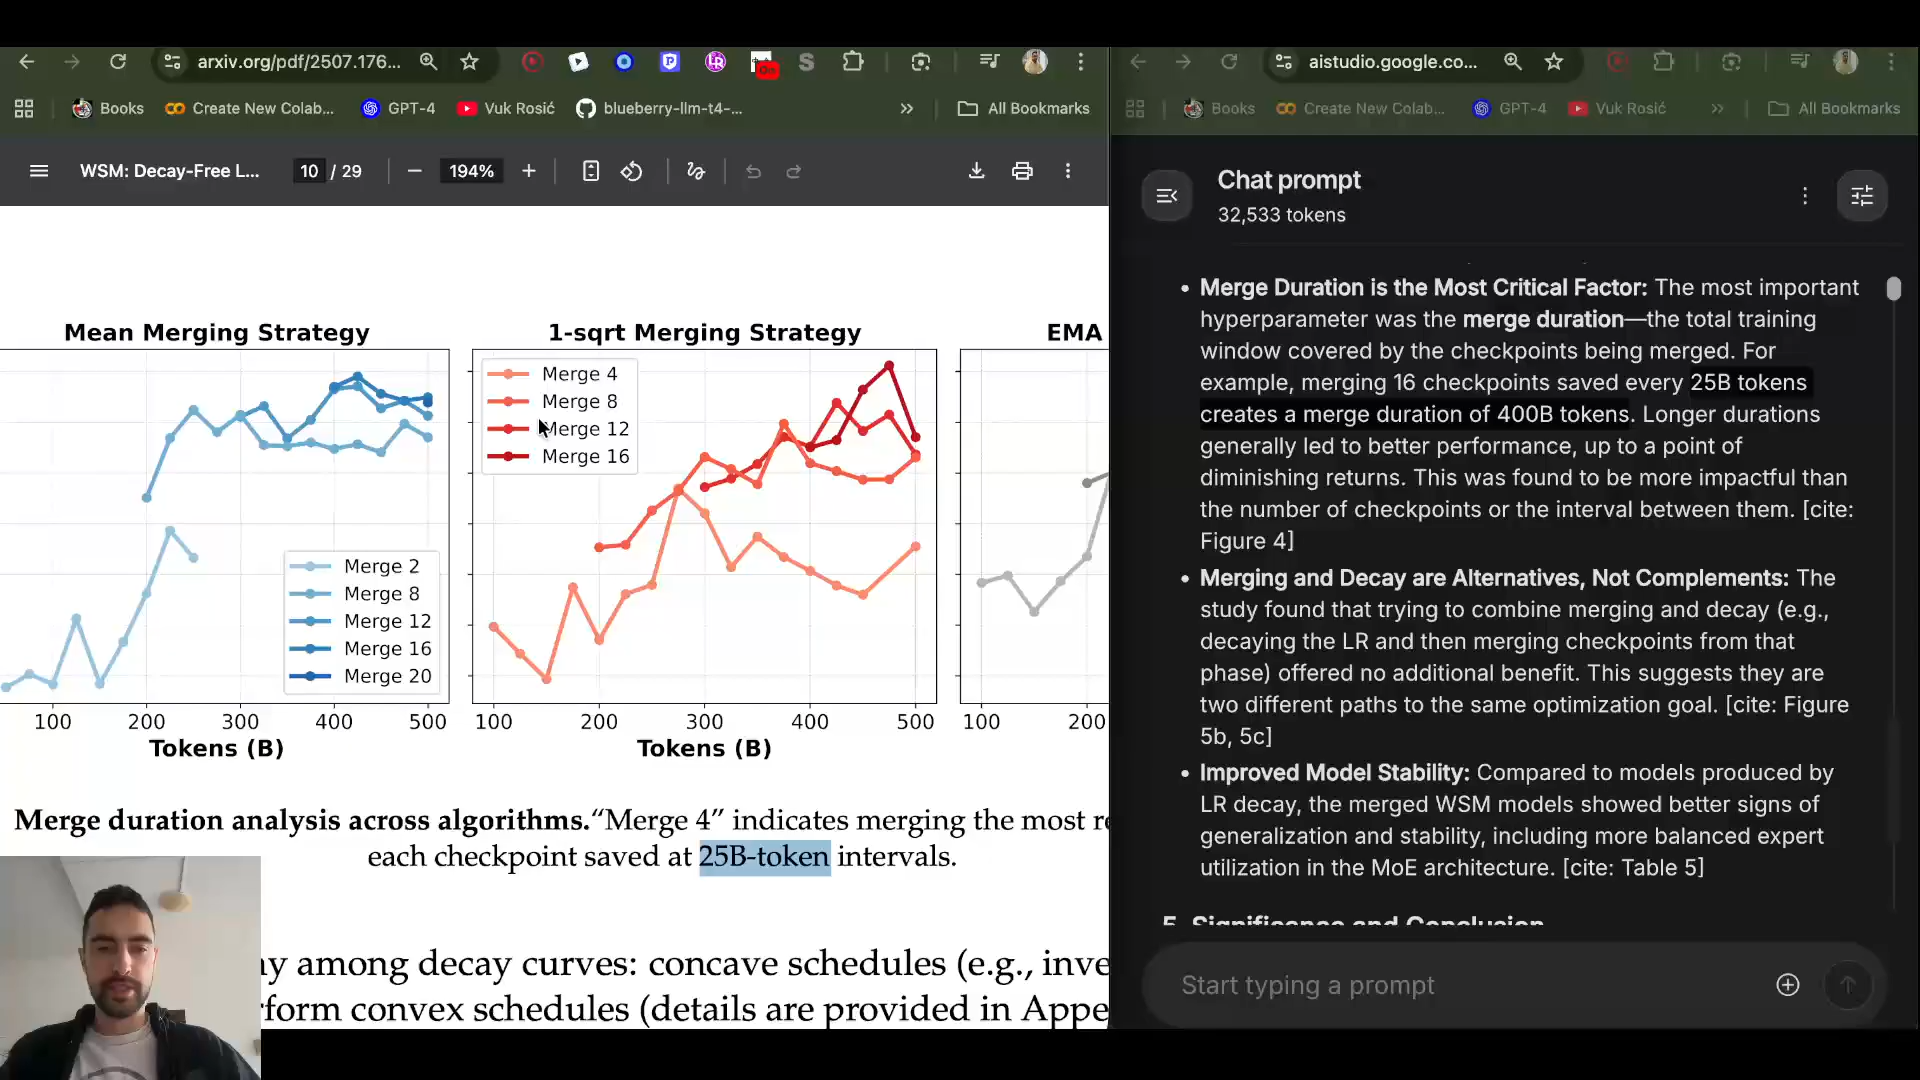 arxiv.org/pdf/2507.176...
Books
Create New Colab...
GPT-4
Vuk Rosić
blueberry-llm-t4-...
»
All Bookmarks
WSM: Decay-Free L...
10 / 29
194%
Mean Merging Strategy
Merge 2
Merge 8
Merge 12
Merge 16
Merge 20
100 200 300 400 500
Tokens (B)
1-sqrt Merging Strategy
Merge 4
Merge 8
Merge 12
Merge 16
100 200 300 400 500
Tokens (B)
EMA
100 200
Merge duration analysis across algorithms.“Merge 4” indicates merging the most
each checkpoint saved at 25B-token intervals.
among decay curves: concave schedules (e.g.,
convex schedules (details are provided in
aistudio.google.co...
Books
Create New Colab...
GPT-4
Vuk Rosić
»
All Bookmarks
Chat prompt
32,533 tokens
• Merge Duration is the Most Critical Factor: The most important
hyperparameter was the merge duration—the total training
window covered by the checkpoints being merged. For
example, merging 16 checkpoints saved every 25B tokens
creates a merge duration of 400B tokens. Longer durations
generally led to better performance, up to a point of
diminishing returns. This was found to be more impactful than
the number of checkpoints or the interval between them. [cite:
Figure 4]
• Merging and Decay are Alternatives, Not Complements: The
study found that trying to combine merging and decay (e.g.,
decaying the LR and then merging checkpoints from that
phase) offered no additional benefit. This suggests they are
two different paths to the same optimization goal. [cite: Figure
5b, 5c]
• Improved Model Stability: Compared to models produced by
LR decay, the merged WSM models showed better signs of
generalization and stability, including more balanced expert
utilization in the MoE architecture. [cite: Table 5]
5. Significance and Conclusion
Start typing a prompt